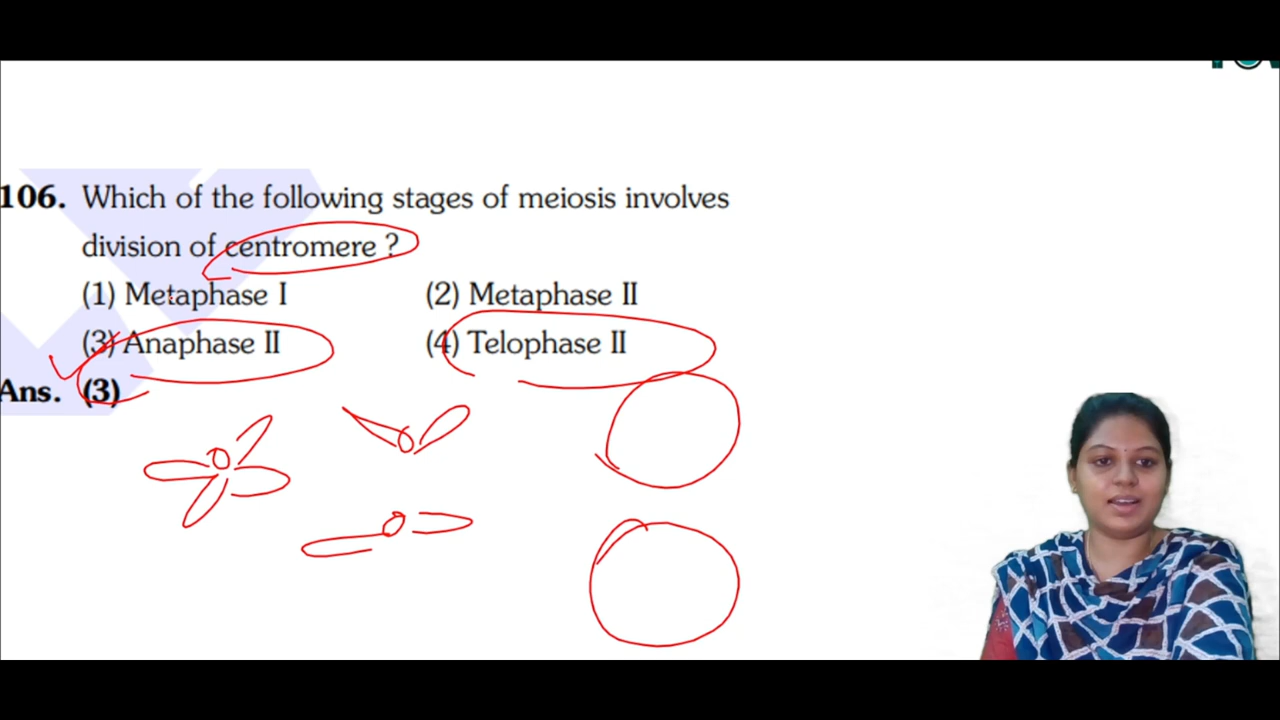 106. Which of the following stages of meiosis involves
division of centromere ?
(1) Metaphase I (2) Metaphase II
(3) Anaphase II (4) Telophase II
Ans. (3)